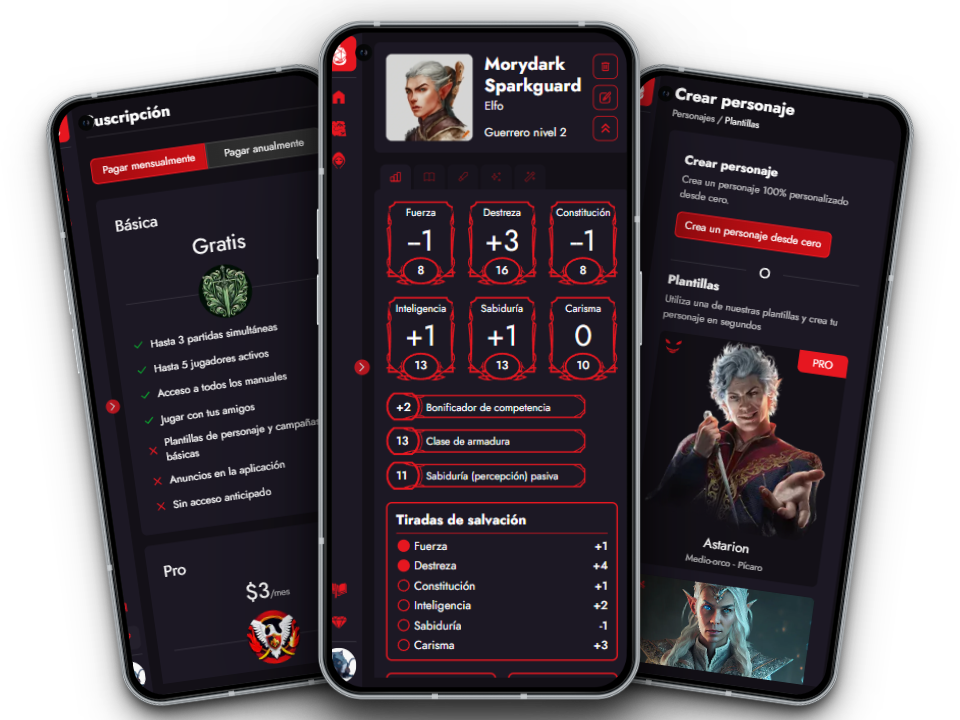 uscripción
Pagar mensualmente
Pagar anualmente
Básica
Gratis
Hasta 3 partidas simultáneas
Hasta 5 jugadores activos
Acceso a todos los manuales
Jugar con tus amigos
Plantillas de personaje y campañas
básicas
Anuncios en la aplicación
Sin acceso anticipado
Pro
$3/mes
Morydark
Sparkguard
Elfo
Guerrero nivel 2
Fuerza
-1
8
Destreza
+3
16
Constitución
-1
8
Inteligencia
+1
13
Sabiduría
+1
13
Carisma
0
10
+2 Bonificador de competencia
13 Clase de armadura
11 Sabiduría (percepción) pasiva
Tiradas de salvación
Fuerza +1
Destreza +4
Constitución +1
Inteligencia +2
Sabiduría -1
Carisma +3
Crear personaje
Personajes / Plantillas
Crear personaje
Crea un personaje 100% personalizado
desde cero.
Crea un personaje desde cero
O
Plantillas
Utiliza una de nuestras plantillas y crea tu
personaje en segundos
PRO
Astarion
Medio-orco - Pícaro